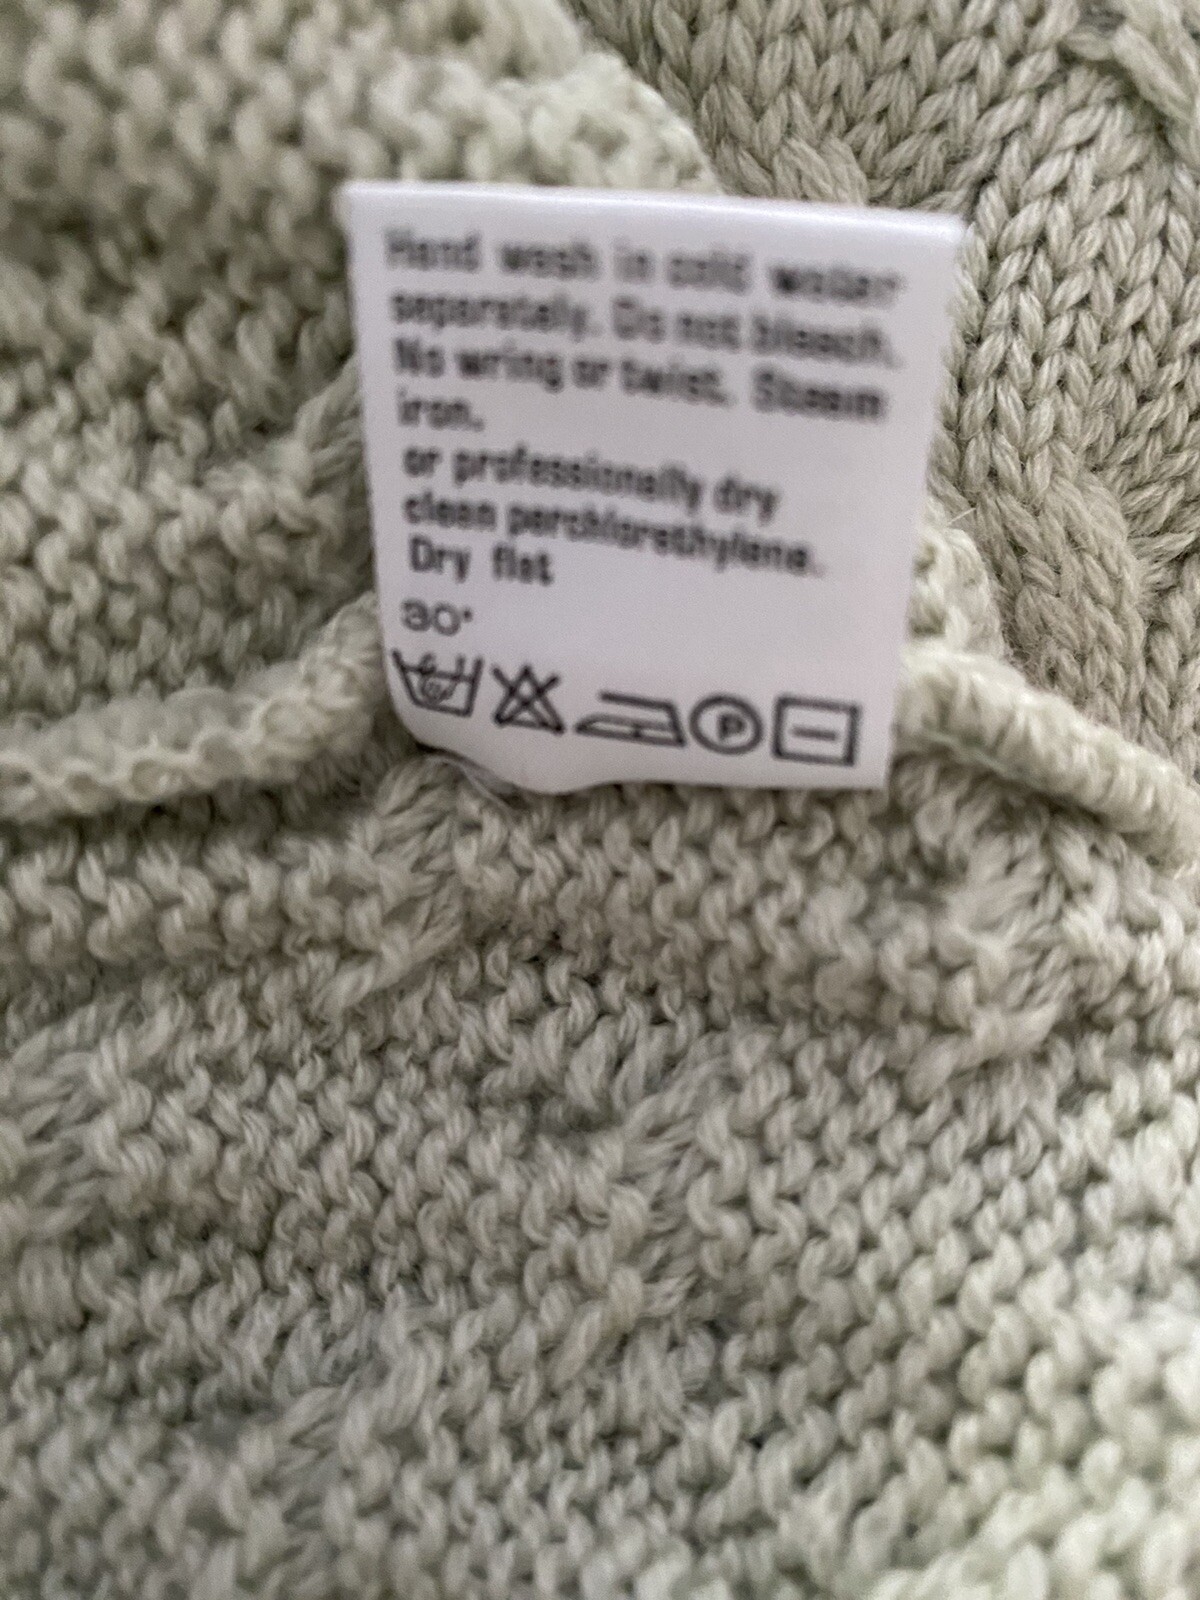 Hand wash in cold water
separately. Do not bleach.
No wring or twist. Steam
iron.
or professionally dry
clean perchlorethylene.
Dry flat
30°
P